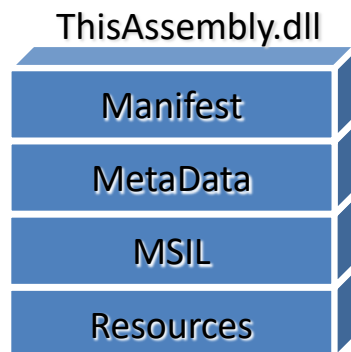 ThisAssembly.dll
Manifest
MetaData
MSIL
Resources